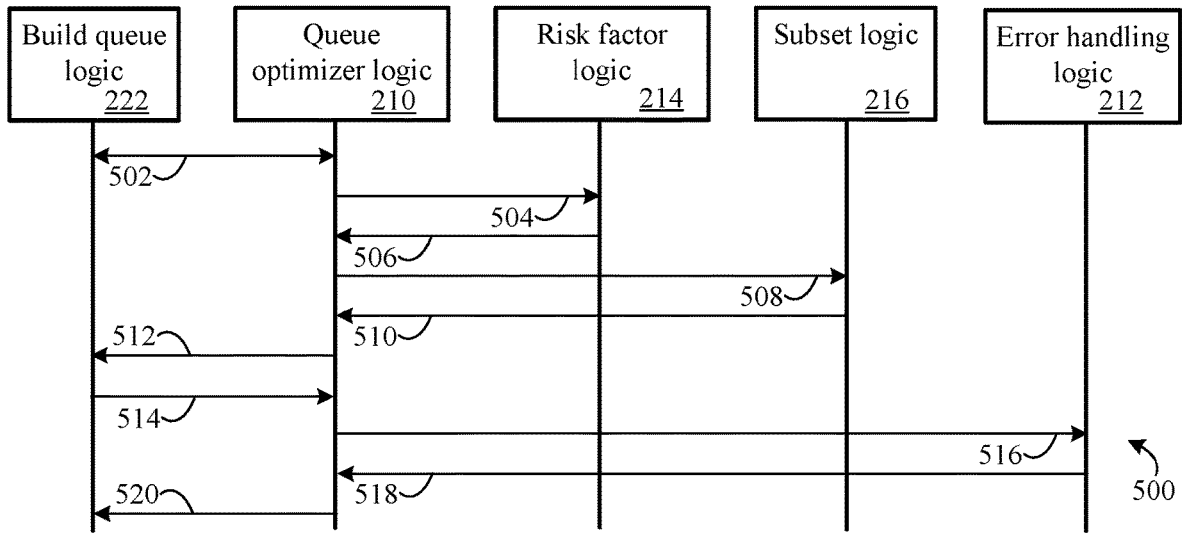 Build queue
logic
222
Queue
optimizer logic
210
Risk factor
logic
214
Subset logic
216
Error handling
logic
212
502
504
506
508
510
512
514
516
518
520
500